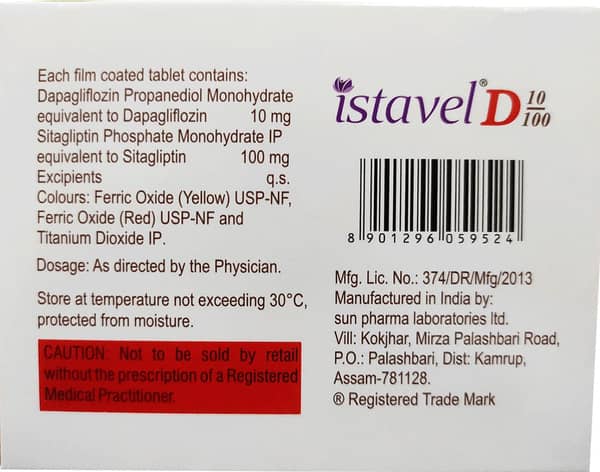 Each film coated tablet contains:
Dapagliflozin Propanediol Monohydrate
equivalent to Dapagliflozin 10 mg
Sitagliptin Phosphate Monohydrate IP
equivalent to Sitagliptin 100 mg
Excipients q.s.
Colours: Ferric Oxide (Yellow) USP-NF,
Ferric Oxide (Red) USP-NF and
Titanium Dioxide IP.
Dosage: As directed by the Physician.
Store at temperature not exceeding 30°C,
protected from moisture.
CAUTION: Not to be sold by retail
without the prescription of a Registered
Medical Practitioner.
istavel® D 10/100
8 901296 059524
Mfg. Lic. No.: 374/DR/Mfg/2013
Manufactured in India by:
sun pharma laboratories ltd.
Vill: Kokjhar, Mirza Palashbari Road,
P.O.: Palashbari, Dist: Kamrup,
Assam-781128.
® Registered Trade Mark